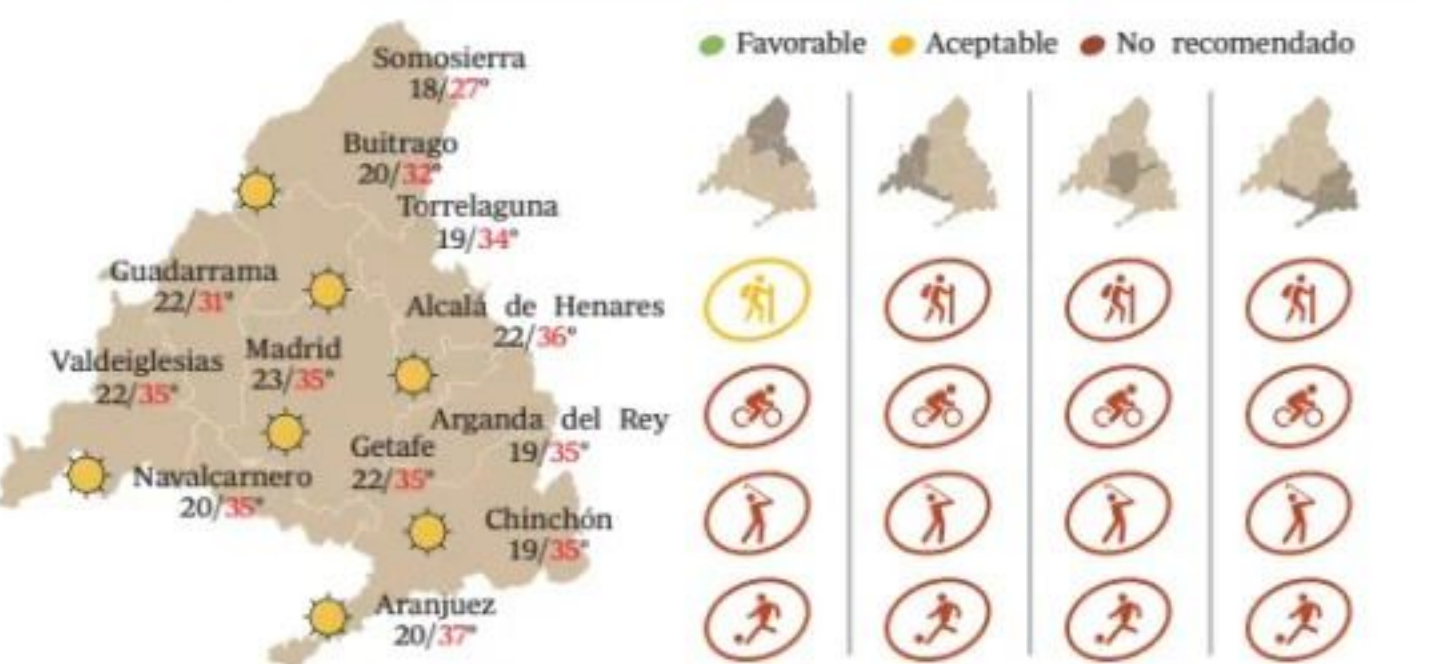 Somosierra
18/27°
Buitrago
20/32°
Torrelaguna
19/34°
Guadarrama
22/31°
Alcalá de Henares
22/36°
Valdeiglesias
22/35°
Madrid
23/35°
Arganda del Rey
19/35°
Getafe
22/35°
Navalcarnero
20/35°
Chinchón
19/35°
Aranjuez
20/37°
Favorable Aceptable No recomendado